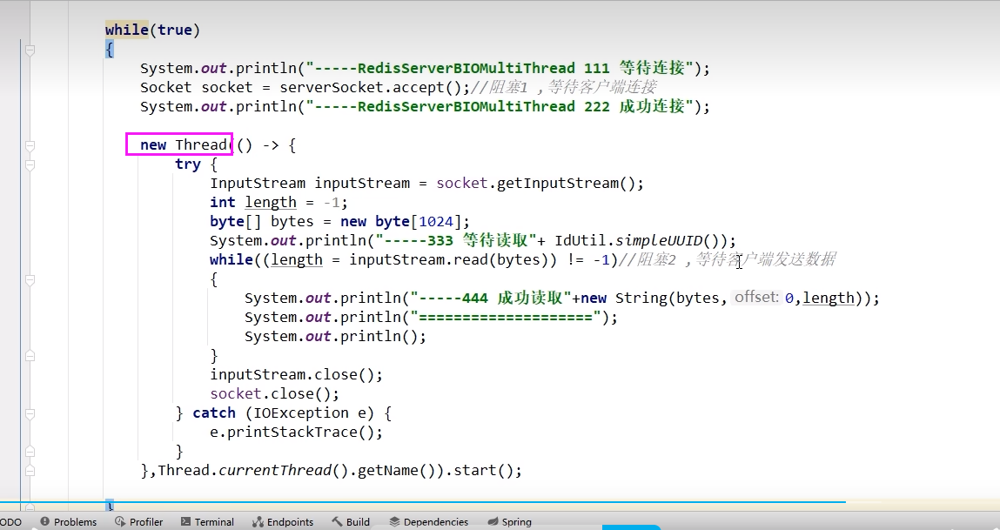 while(true)
{
System.out.println("-----RedisServerBIOMultiThread 111 等待连接");
Socket socket = serverSocket.accept();//阻塞1 ,等待客户端连接
System.out.println("-----RedisServerBIOMultiThread 222 成功连接");
new Thread(() -> {
try {
InputStream inputStream = socket.getInputStream();
int length = -1;
byte[] bytes = new byte[1024];
System.out.println("-----333 等待读取"+ IdUtil.simpleUUID());
while((length = inputStream.read(bytes)) != -1)//阻塞2 ,等待客户端发送数据
{
System.out.println("-----444 成功读取"+new String(bytes, offset: 0,length));
System.out.println("====================");
System.out.println();
}
inputStream.close();
socket.close();
} catch (IOException e) {
e.printStackTrace();
}
},Thread.currentThread().getName()).start();
}
ODO Problems Profiler Terminal Endpoints Build Dependencies Spring